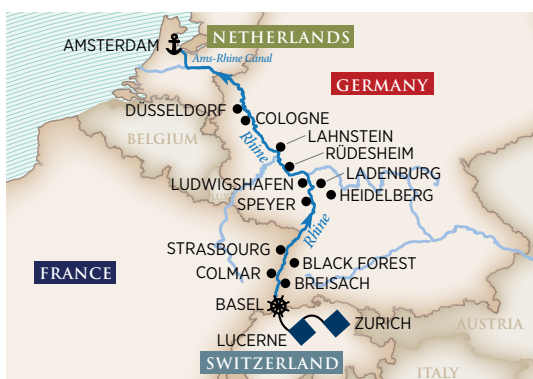 AMSTERDAM
NETHERLANDS
Ams-Rhine Canal
GERMANY
DÜSSELDORF
COLOGNE
BELGIUM
Rhine
LAHNSTEIN
RÜDESHEIM
LADENBURG
LUDWIGSHAFEN
HEIDELBERG
SPEYER
Rhine
STRASBOURG
BLACK FOREST
FRANCE
COLMAR
BREISACH
BASEL
ZURICH
AUSTRIA
LUCERNE
SWITZERLAND
ITALY